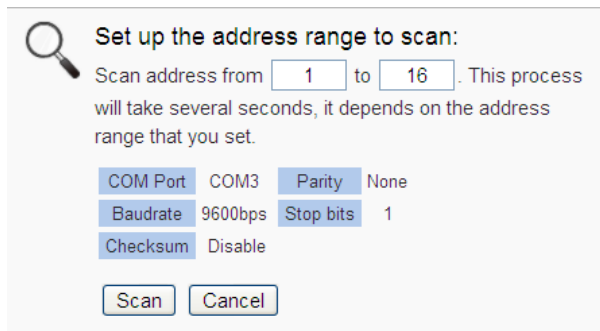 Set up the address range to scan:
Scan address from 1 to 16 . This process
will take several seconds, it depends on the address
range that you set.
COM Port COM3 Parity None
Baudrate 9600bps Stop bits 1
Checksum Disable
Scan Cancel